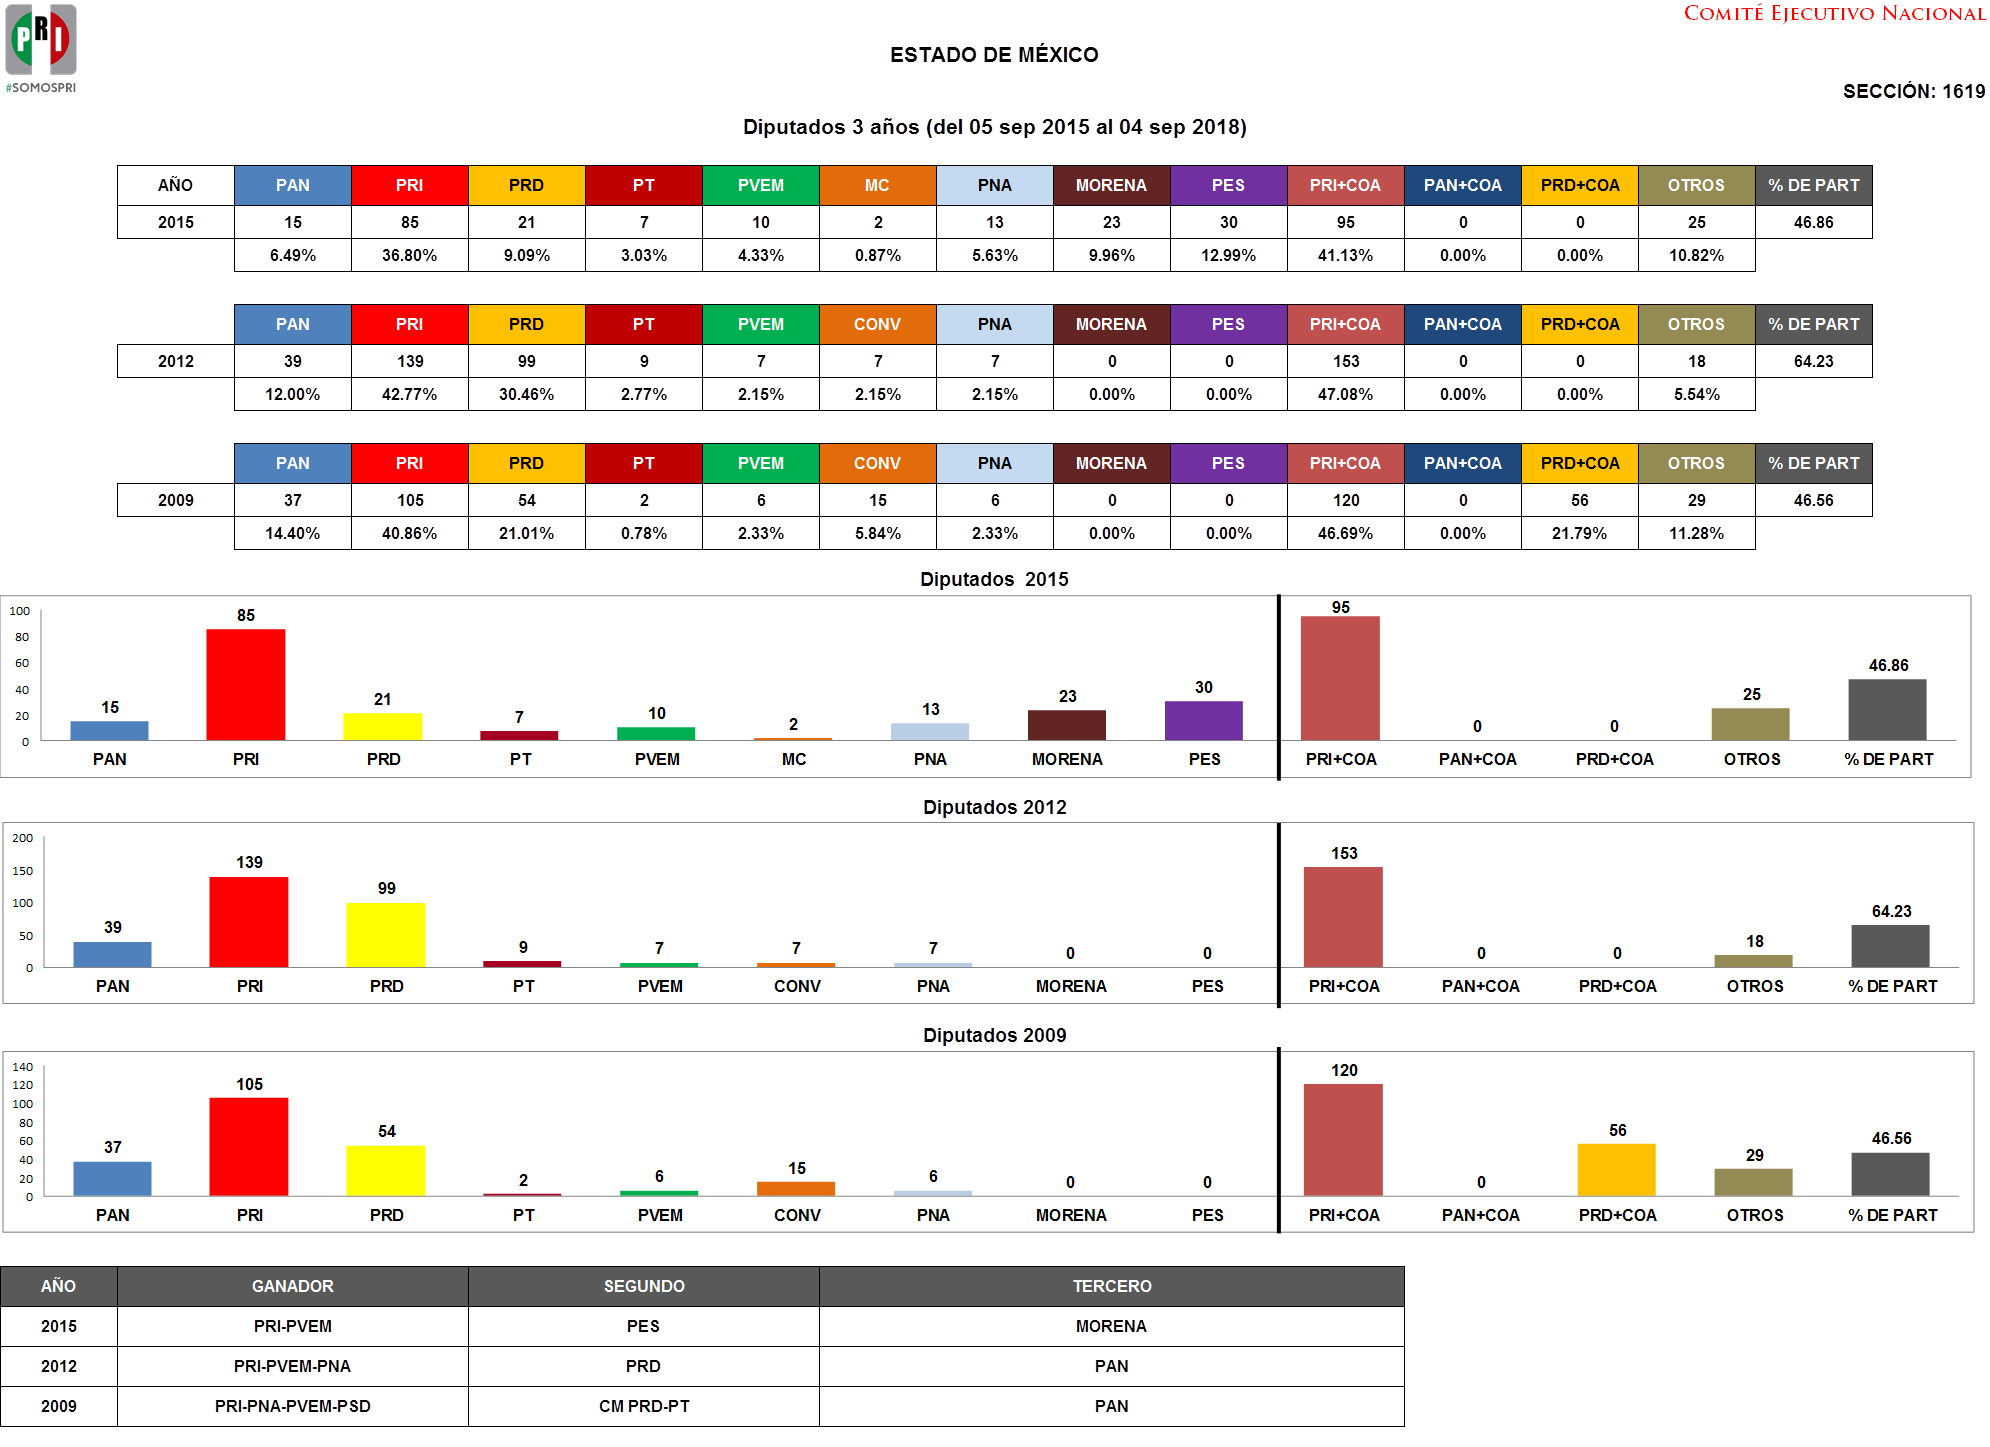 PRI
#SOMOSPRI
COMITÉ EJECUTIVO NACIONAL
ESTADO DE MÉXICO
SECCIÓN: 1619
Diputados 3 años (del 05 sep 2015 al 04 sep 2018)
AÑO PAN PRI PRD PT PVEM MC PNA MORENA PES PRI+COA PAN+COA PRD+COA OTROS % DE PART
2015 15 85 21 7 10 2 13 23 30 95 0 0 25 46.86
6.49% 36.80% 9.09% 3.03% 4.33% 0.87% 5.63% 9.96% 12.99% 41.13% 0.00% 0.00% 10.82%
PAN PRI PRD PT PVEM CONV PNA MORENA PES PRI+COA PAN+COA PRD+COA OTROS % DE PART
2012 39 139 99 9 7 7 7 0 0 153 0 0 18 64.23
12.00% 42.77% 30.46% 2.77% 2.15% 2.15% 2.15% 0.00% 0.00% 47.08% 0.00% 0.00% 5.54%
PAN PRI PRD PT PVEM CONV PNA MORENA PES PRI+COA PAN+COA PRD+COA OTROS % DE PART
2009 37 105 54 2 6 15 6 0 0 120 0 56 29 46.56
14.40% 40.86% 21.01% 0.78% 2.33% 5.84% 2.33% 0.00% 0.00% 46.69% 0.00% 21.79% 11.28%
Diputados 2015
100
80
60
40
20
0
15 85 21 7 10 2 13 23 30 95 0 0 25 46.86
PAN PRI PRD PT PVEM MC PNA MORENA PES PRI+COA PAN+COA PRD+COA OTROS % DE PART
Diputados 2012
200
150
100
50
0
39 139 99 9 7 7 7 0 0 153 0 0 18 64.23
PAN PRI PRD PT PVEM CONV PNA MORENA PES PRI+COA PAN+COA PRD+COA OTROS % DE PART
Diputados 2009
140
120
100
80
60
40
20
0
37 105 54 2 6 15 6 0 0 120 0 56 29 46.56
PAN PRI PRD PT PVEM CONV PNA MORENA PES PRI+COA PAN+COA PRD+COA OTROS % DE PART
AÑO GANADOR SEGUNDO TERCERO
2015 PRI-PVEM PES MORENA
2012 PRI-PVEM-PNA PRD PAN
2009 PRI-PNA-PVEM-PSD CM PRD-PT PAN